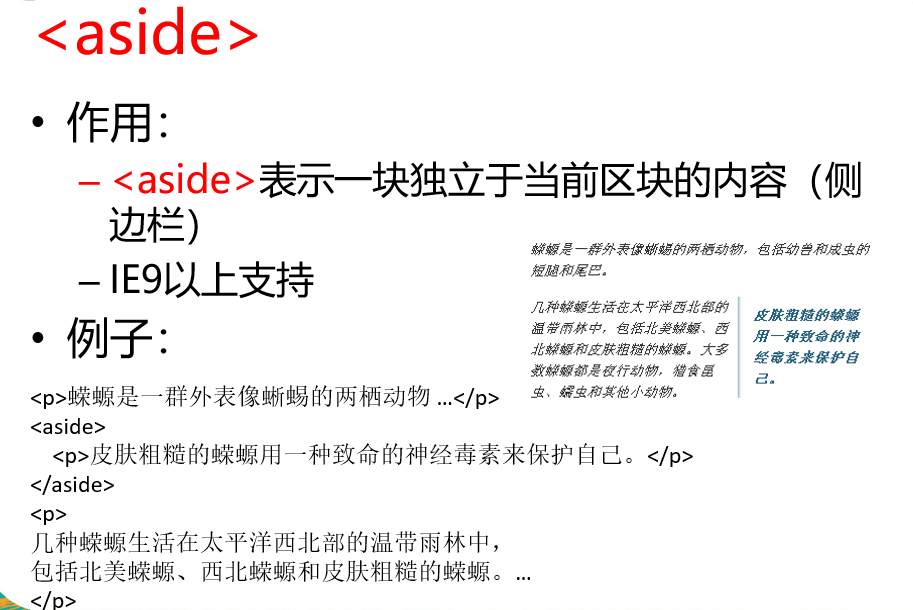 <aside>
• 作用：
– <aside>表示一块独立于当前区块的内容（侧
边栏）
– IE9以上支持
• 例子：
<p>蝾螈是一群外表像蜥蜴的两栖动物 ...</p>
<aside>
<p>皮肤粗糙的蝾螈用一种致命的神经毒素来保护自己。</p>
</aside>
<p>
几种蝾螈生活在太平洋西北部的温带雨林中，
包括北美蝾螈、西北蝾螈和皮肤粗糙的蝾螈。...
</p>
蝾螈是一群外表像蜥蜴的两栖动物，包括幼兽和成虫的
短腿和尾巴。
几种蝾螈生活在太平洋西北部的
温带雨林中，包括北美蝾螈、西
北蝾螈和皮肤粗糙的蝾螈。大多
数蝾螈都是夜行动物，猎食昆
虫、蠕虫和其他小动物。
皮肤粗糙的蝾螈
用一种致命的神
经毒素来保护自
己。